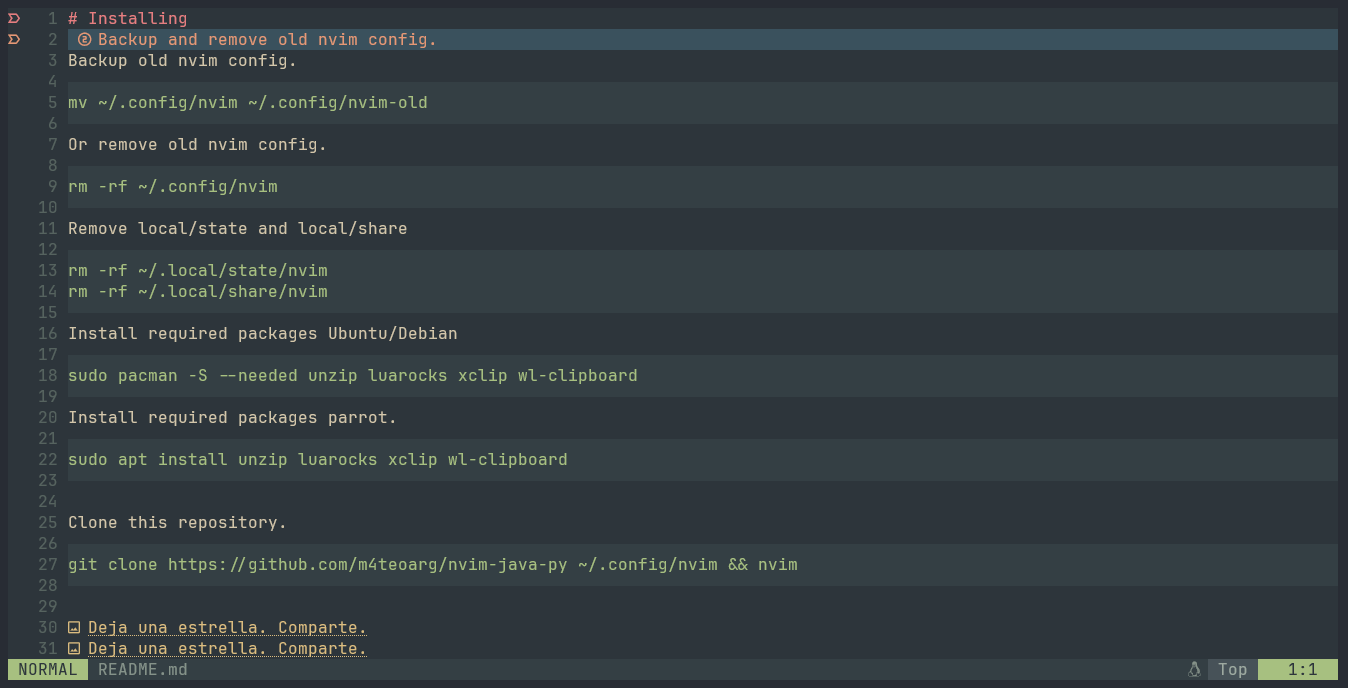 1 # Installing
2 Backup and remove old nvim config.
3 Backup old nvim config.
4
5 mv ~/.config/nvim ~/.config/nvim-old
6
7 Or remove old nvim config.
8
9 rm -rf ~/.config/nvim
10
11 Remove local/state and local/share
12
13 rm -rf ~/.local/state/nvim
14 rm -rf ~/.local/share/nvim
15
16 Install required packages Ubuntu/Debian
17
18 sudo pacman -S --needed unzip luarocks xclip wl-clipboard
19
20 Install required packages parrot.
21
22 sudo apt install unzip luarocks xclip wl-clipboard
23
24
25 Clone this repository.
26
27 git clone https://github.com/m4teoarg/nvim-java-py ~/.config/nvim && nvim
28
29
30 Deja una estrella. Comparte.
31 Deja una estrella. Comparte.
NORMAL README.md Top 1:1